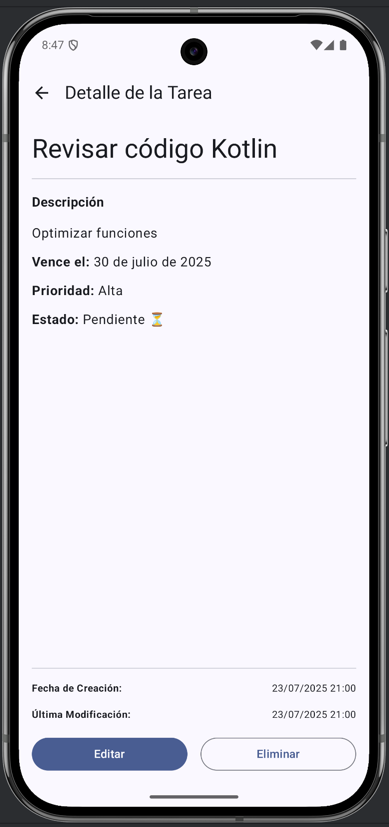 8:47
Detalle de la Tarea
Revisar código Kotlin
Descripción
Optimizar funciones
Vence el: 30 de julio de 2025
Prioridad: Alta
Estado: Pendiente ⏳
Fecha de Creación: 23/07/2025 21:00
Última Modificación: 23/07/2025 21:00
Editar Eliminar